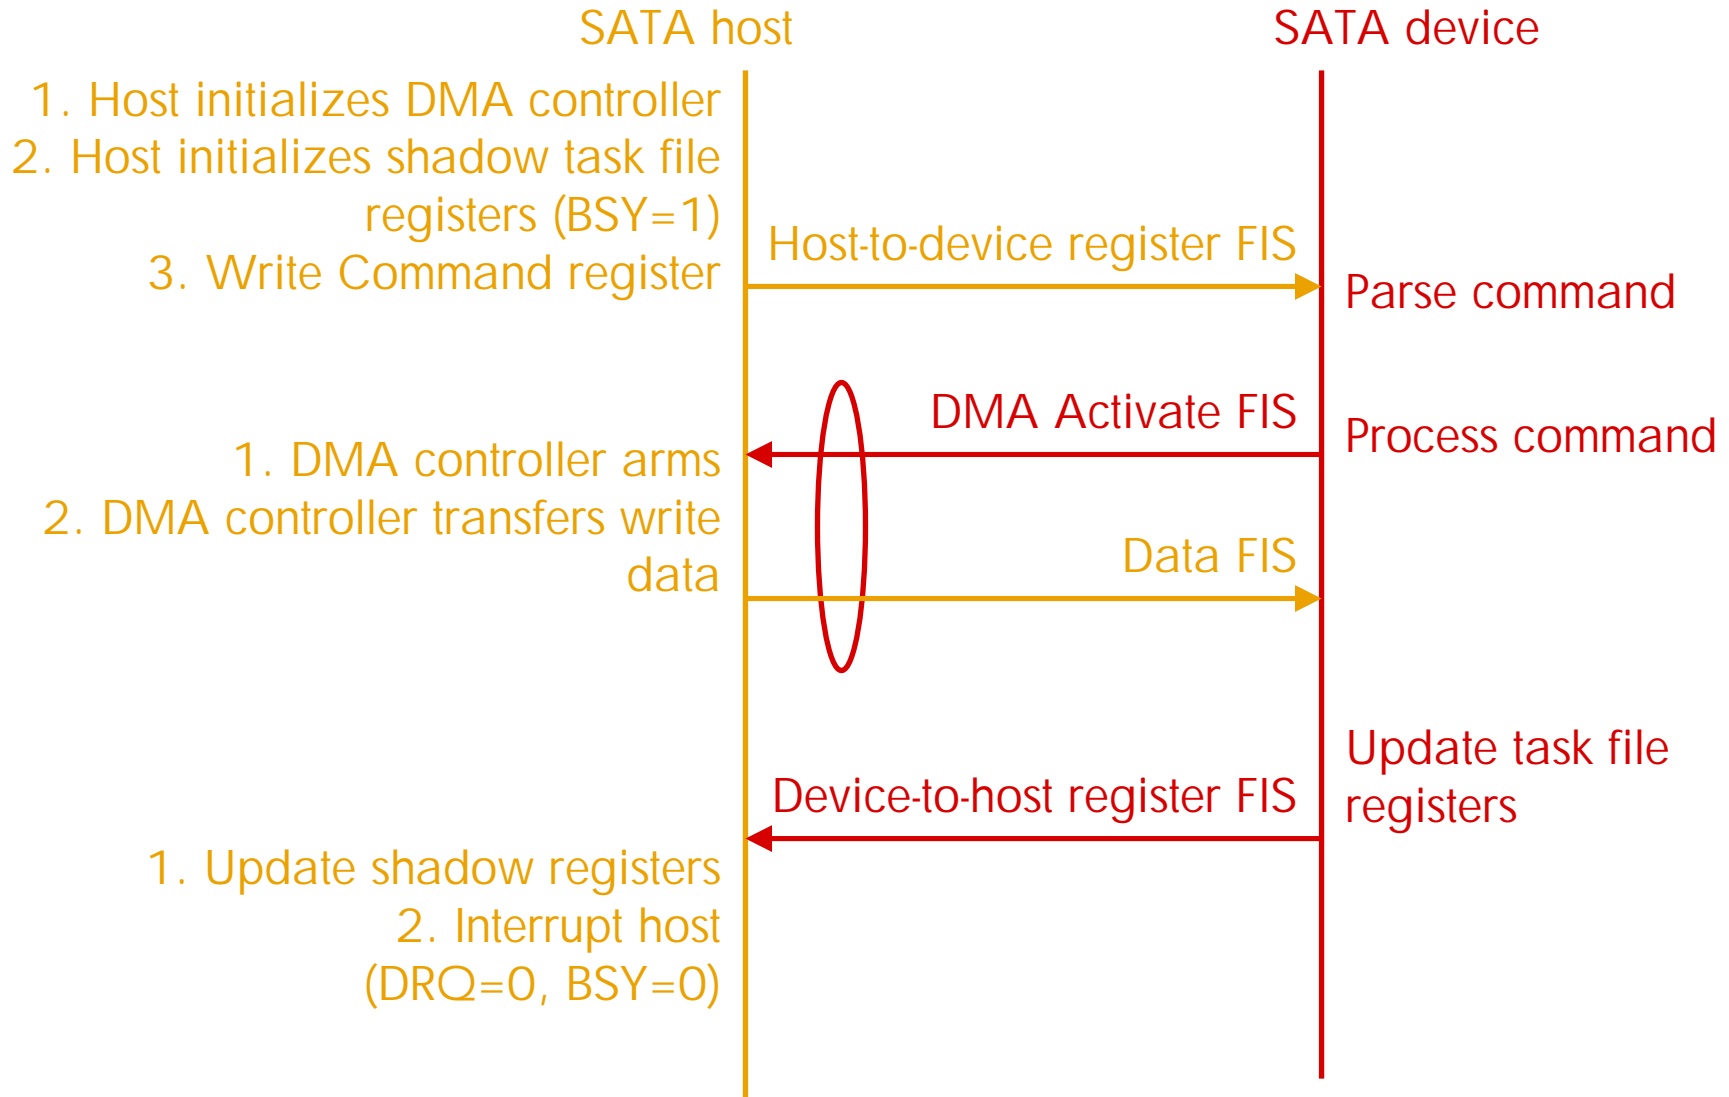 SATA host
SATA device
1. Host initializes DMA controller
2. Host initializes shadow task file
registers (BSY=1)
3. Write Command register
Host-to-device register FIS
Parse command
DMA Activate FIS
Process command
1. DMA controller arms
2. DMA controller transfers write
data
Data FIS
Update task file
registers
Device-to-host register FIS
1. Update shadow registers
2. Interrupt host
(DRQ=0, BSY=0)